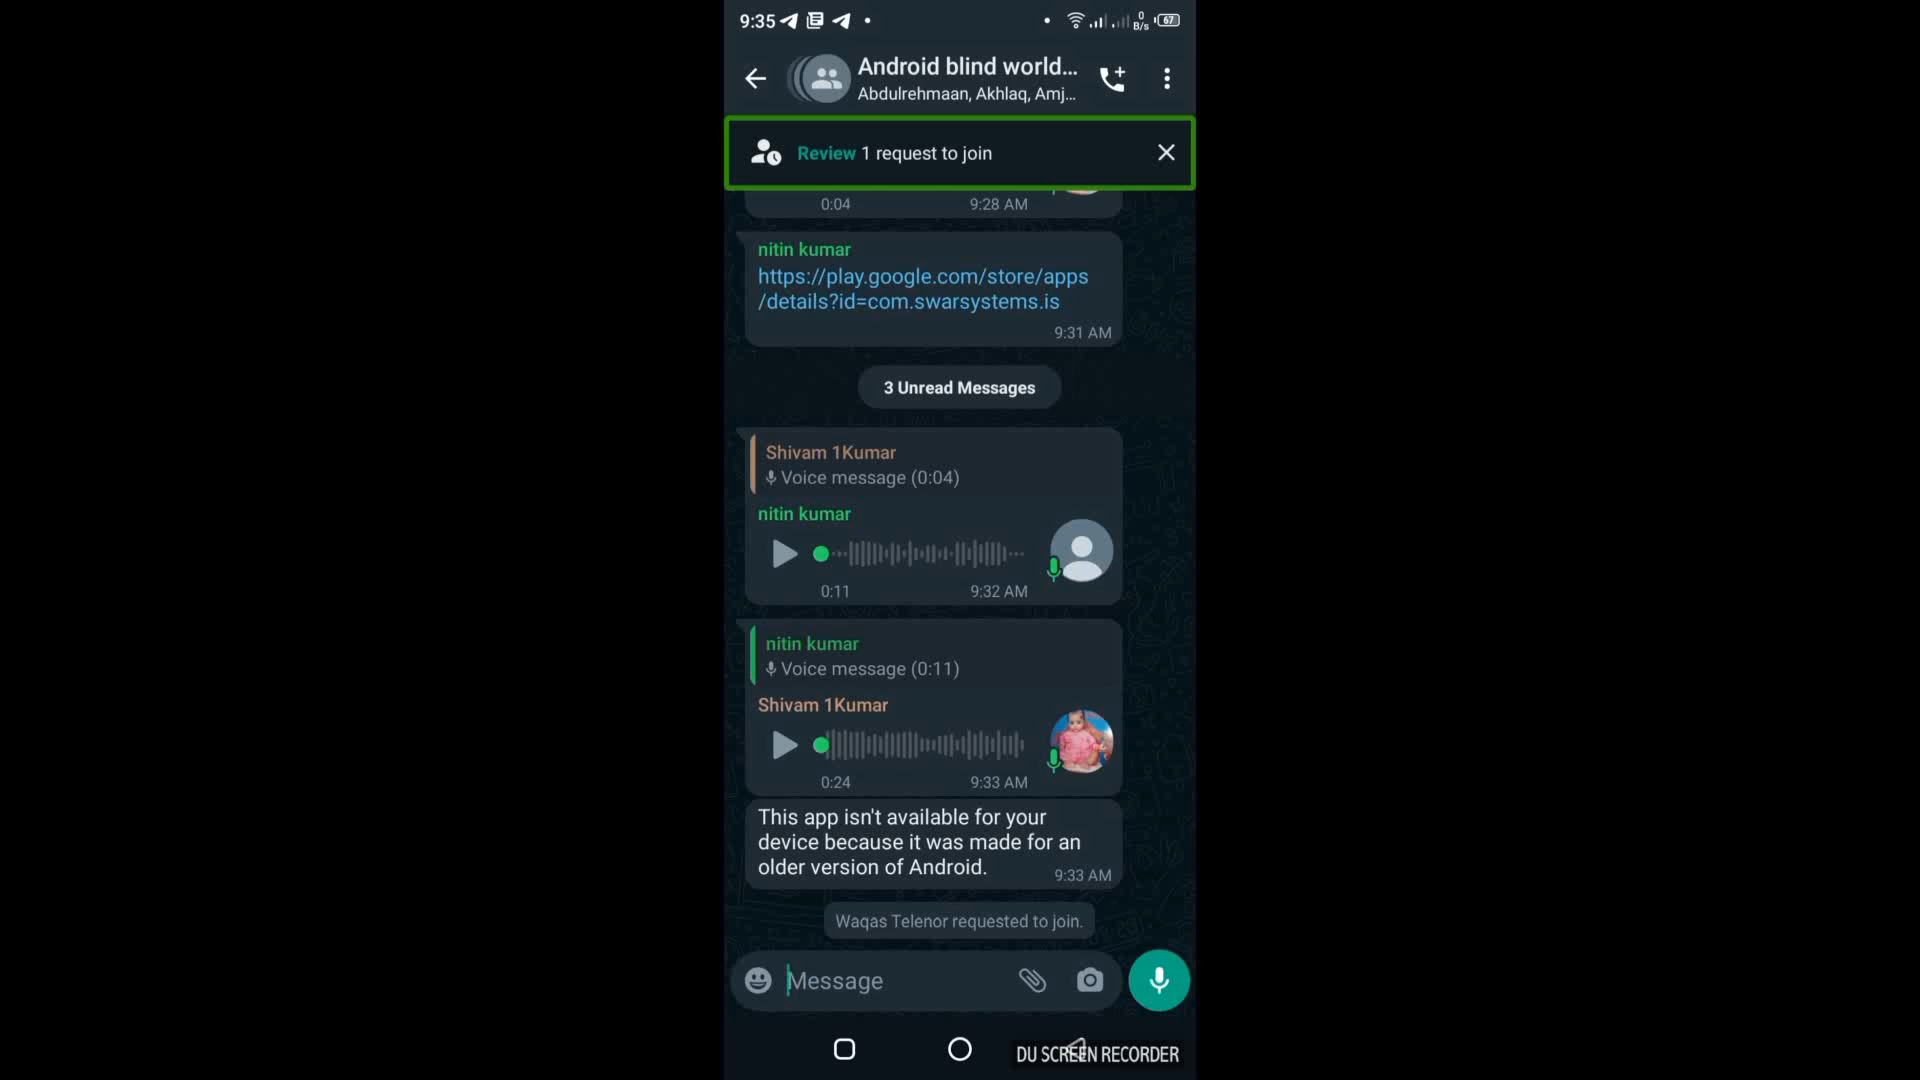 9:35
0
B/s
67
Android blind world...
Abdulrehmaan, Akhlaq, Amj...
Review 1 request to join
0:04 9:28 AM
nitin kumar
https://play.google.com/store/apps
/details?id=com.swarsystems.is
9:31 AM
3 Unread Messages
Shivam 1Kumar
Voice message (0:04)
nitin kumar
0:11 9:32 AM
nitin kumar
Voice message (0:11)
Shivam 1Kumar
0:24 9:33 AM
This app isn't available for your
device because it was made for an
older version of Android.
9:33 AM
Waqas Telenor requested to join.
Message
DU SCREEN RECORDER